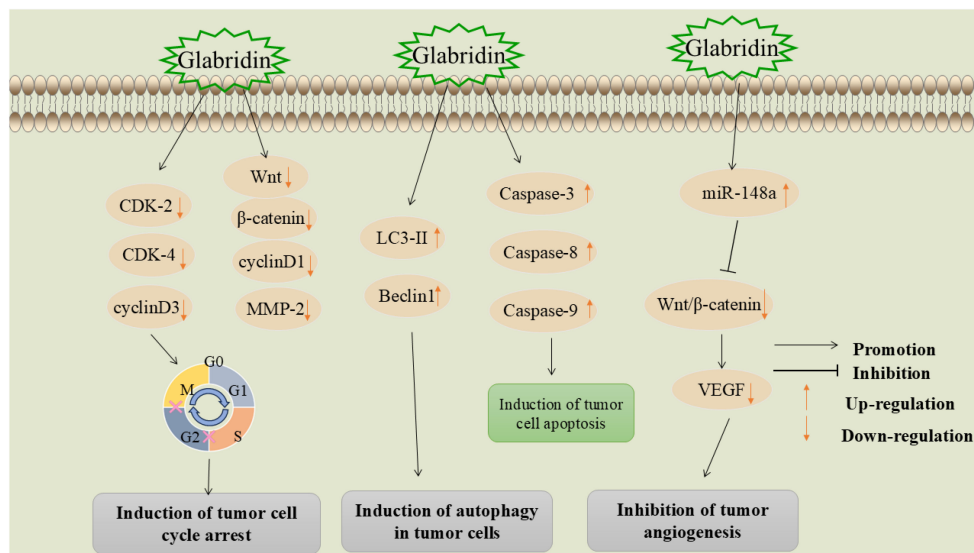 Glabridin
Glabridin
Glabridin
CDK-2
CDK-4
cyclinD3
Wnt
β-catenin
cyclinD1
MMP-2
G0
G1
S
G2
M
Induction of tumor cell
cycle arrest
LC3-II
Beclin1
Induction of autophagy
in tumor cells
Caspase-3
Caspase-8
Caspase-9
Induction of tumor
cell apoptosis
miR-148a
Wnt/β-catenin
VEGF
Inhibition of tumor
angiogenesis
Promotion
Inhibition
Up-regulation
Down-regulation